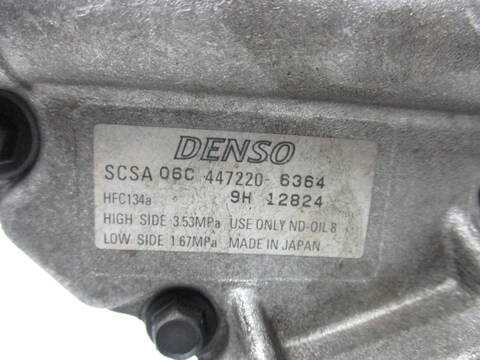 DENSO
SCSA 06C 447220- 6364
HFC134a 9H 12824
HIGH SIDE 3.53MPa USE ONLY ND-OIL 8
LOW SIDE 1.67MPa MADE IN JAPAN